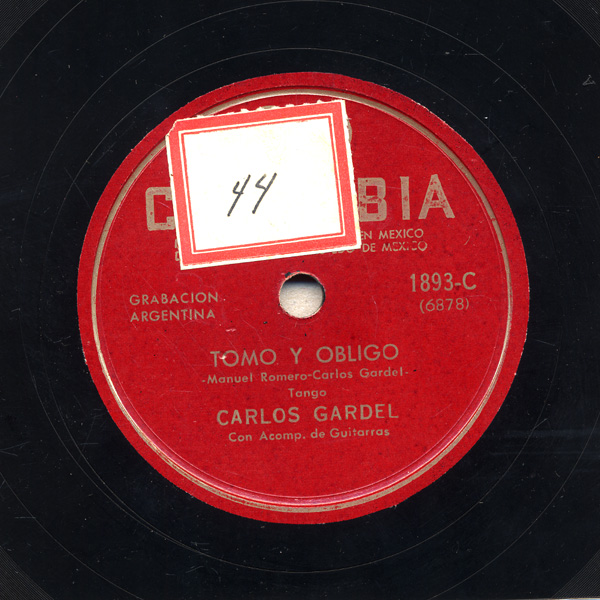 44
EN MEXICO
DE MEXICO
GRABACION
ARGENTINA
1893-C
(6878)
TOMO Y OBLIGO
-Manuel Romero-Carlos Gardel-
Tango
CARLOS GARDEL
Con Acomp. de Guitarras